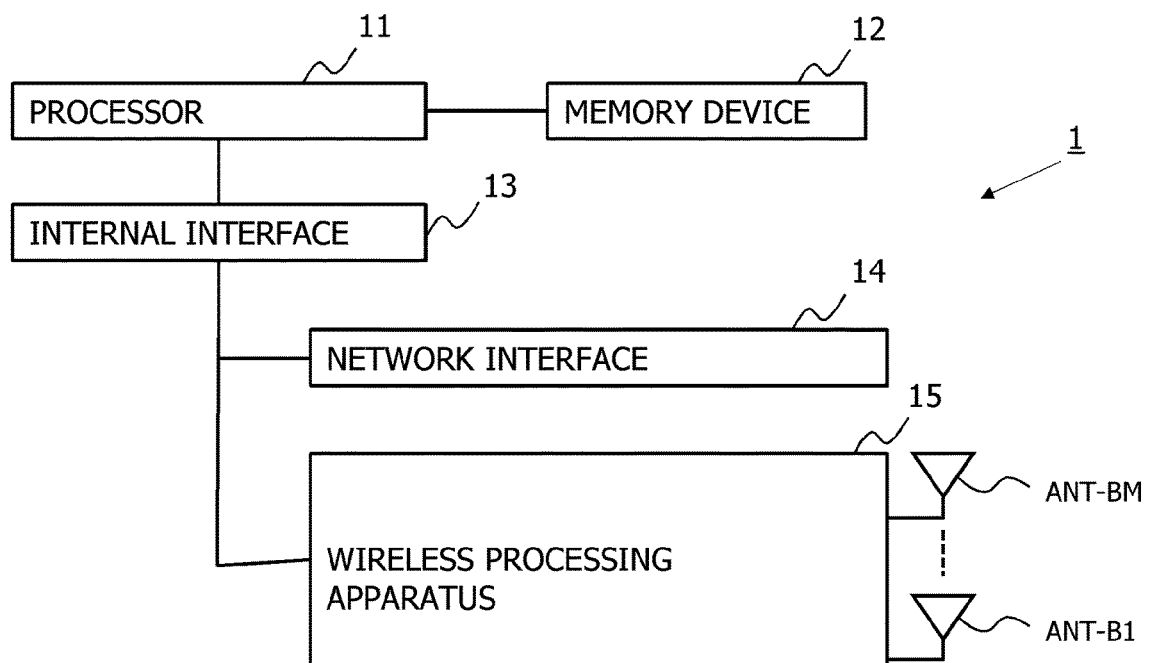 11
12
PROCESSOR
MEMORY DEVICE
1
13
INTERNAL INTERFACE
14
NETWORK INTERFACE
15
ANT-BM
WIRELESS PROCESSING
APPARATUS
ANT-B1